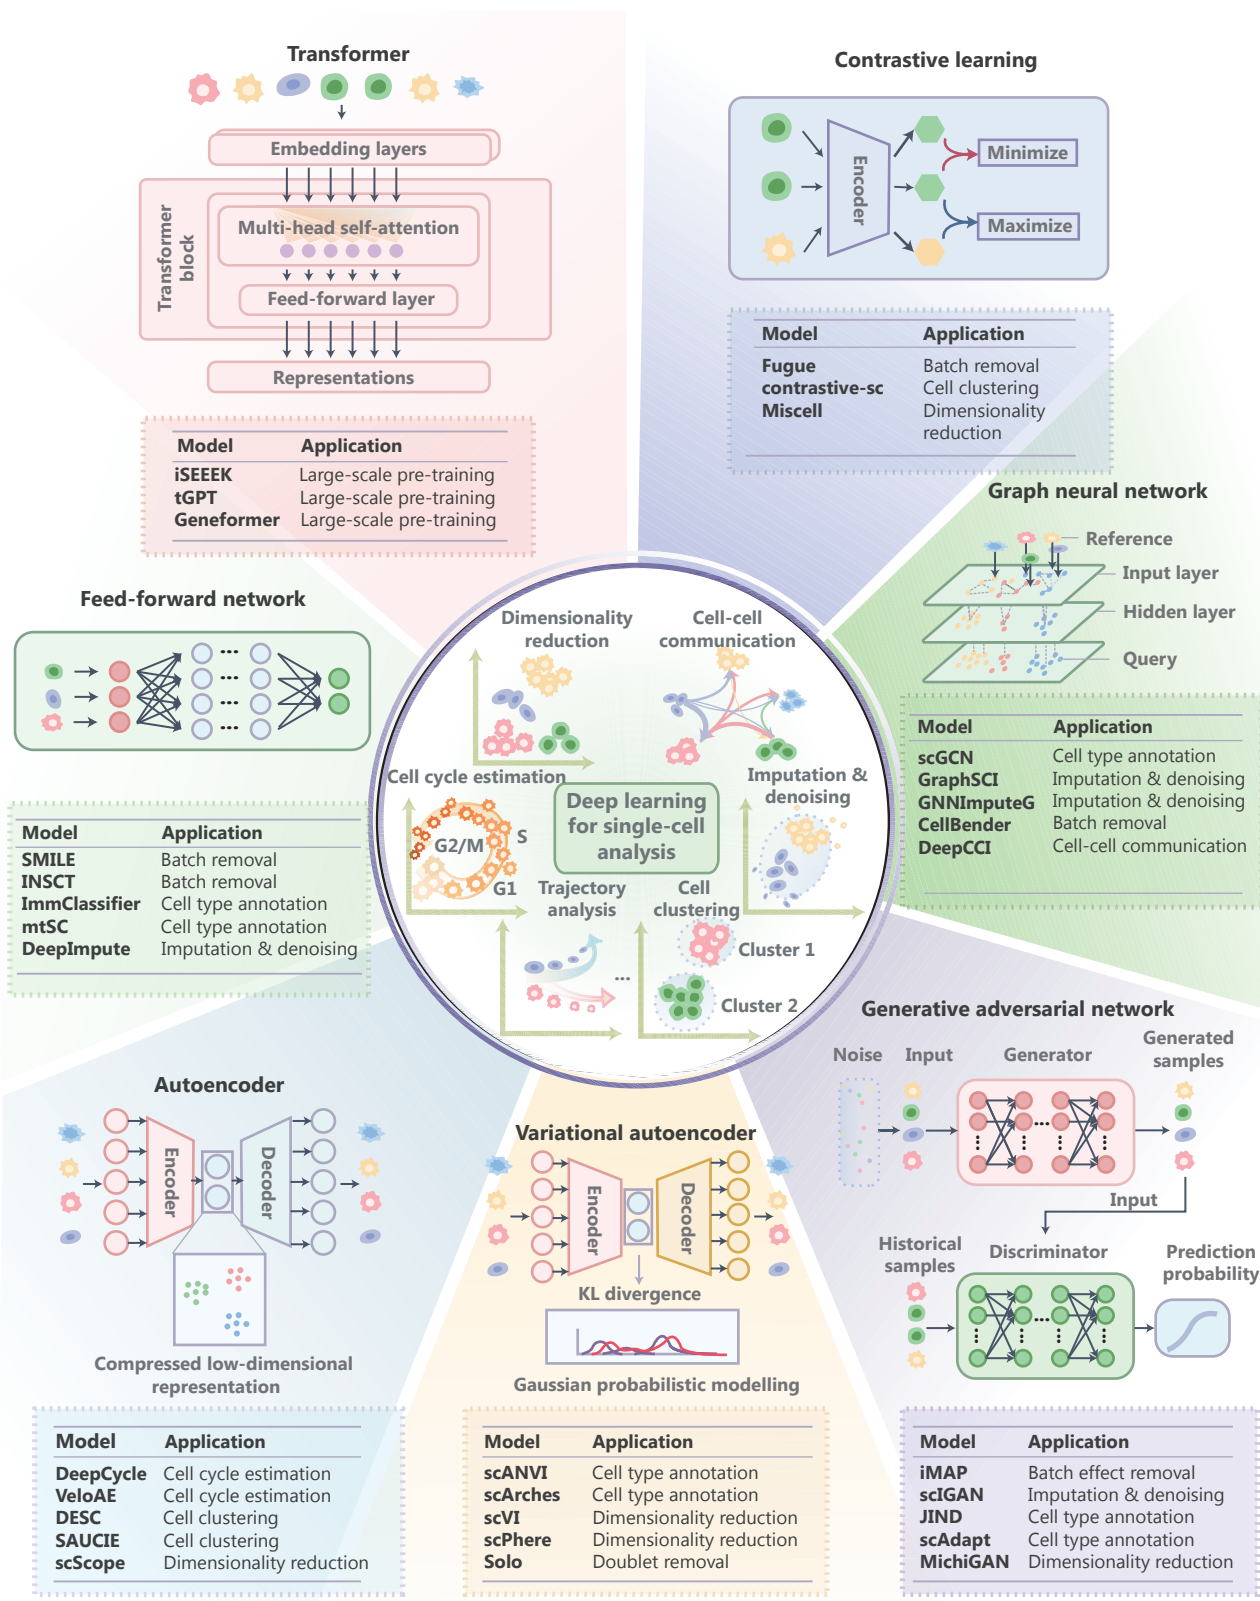 Transformer
Embedding layers
Transformer
block
Multi-head self-attention
Feed-forward layer
Representations
Model Application
iSEEEK Large-scale pre-training
tGPT Large-scale pre-training
Geneformer Large-scale pre-training
Contrastive learning
Encoder
Minimize
Maximize
Model Application
Fugue Batch removal
contrastive-sc Cell clustering
Miscell Dimensionality
reduction
Graph neural network
Reference
Input layer
Hidden layer
Query
Model Application
scGCN Cell type annotation
GraphSCI Imputation & denoising
GNNImputeG Imputation & denoising
CellBender Batch removal
DeepCCI Cell-cell communication
Feed-forward network
Model Application
SMILE Batch removal
INSCT Batch removal
ImmClassifier Cell type annotation
mtSC Cell type annotation
DeepImpute Imputation & denoising
Dimensionality
reduction
Cell-cell
communication
Cell cycle estimation
G2/M
S
G1
Deep learning
for single-cell
analysis
Imputation &
denoising
Trajectory
analysis
...
Cell
clustering
Cluster 1
Cluster 2
Autoencoder
Encoder
Decoder
Compressed low-dimensional
representation
Model Application
DeepCycle Cell cycle estimation
VeloAE Cell cycle estimation
DESC Cell clustering
SAUCIE Cell clustering
scScope Dimensionality reduction
Variational autoencoder
Encoder
Decoder
KL divergence
Gaussian probabilistic modelling
Model Application
scANVI Cell type annotation
scArches Cell type annotation
scVI Dimensionality reduction
scPhere Dimensionality reduction
Solo Doublet removal
Generative adversarial network
Noise
Input
Generator
Generated
samples
Input
Historical
samples
Discriminator
Prediction
probability
Model Application
iMAP Batch effect removal
scIGAN Imputation & denoising
JIND Cell type annotation
scAdapt Cell type annotation
MichiGAN Dimensionality reduction